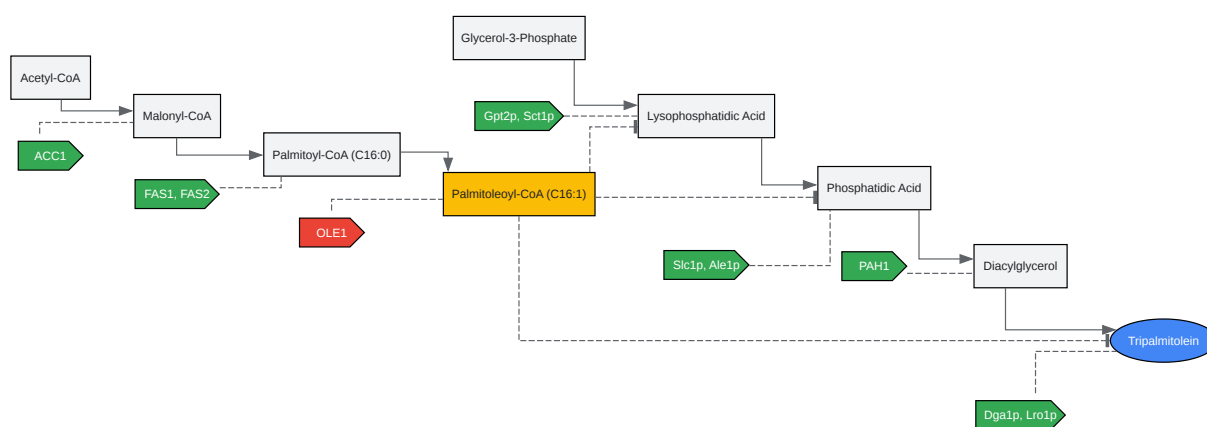 Glycerol-3-Phosphate
Acetyl-CoA
Malonyl-CoA
Gpt2p, Sct1p
Lysophosphatidic Acid
ACC1
Palmitoyl-CoA (C16:0)
FAS1, FAS2
Palmitoleoyl-CoA (C16:1)
Phosphatidic Acid
OLE1
Slc1p, Ale1p
PAH1
Diacylglycerol
Tripalmitolein
Dga1p, Lro1p